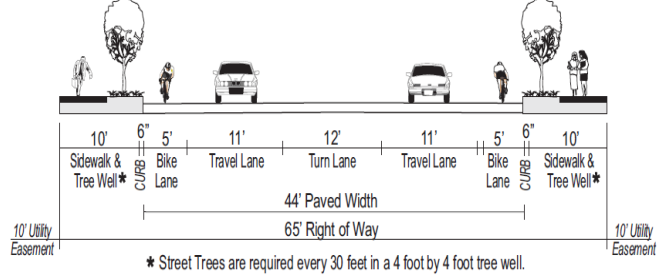 10' 6" 5' 11' 12' 11' 5' 6" 10'
Sidewalk & Tree Well*
CURB
Bike Lane
Travel Lane
Turn Lane
Travel Lane
Bike Lane
CURB
Sidewalk & Tree Well*
44' Paved Width
65' Right of Way
10' Utility Easement
10' Utility Easement
* Street Trees are required every 30 feet in a 4 foot by 4 foot tree well.